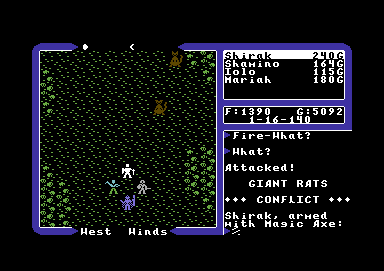 Shirak 240G
Shamino 164G
Iolo 115G
Mariah 180G
F:1390 G:5092
1-16-140
Fire-What?
What?
Attacked!
GIANT RATS
*** CONFLICT ***
Shirak, armed
with Magic Axe:
West Winds